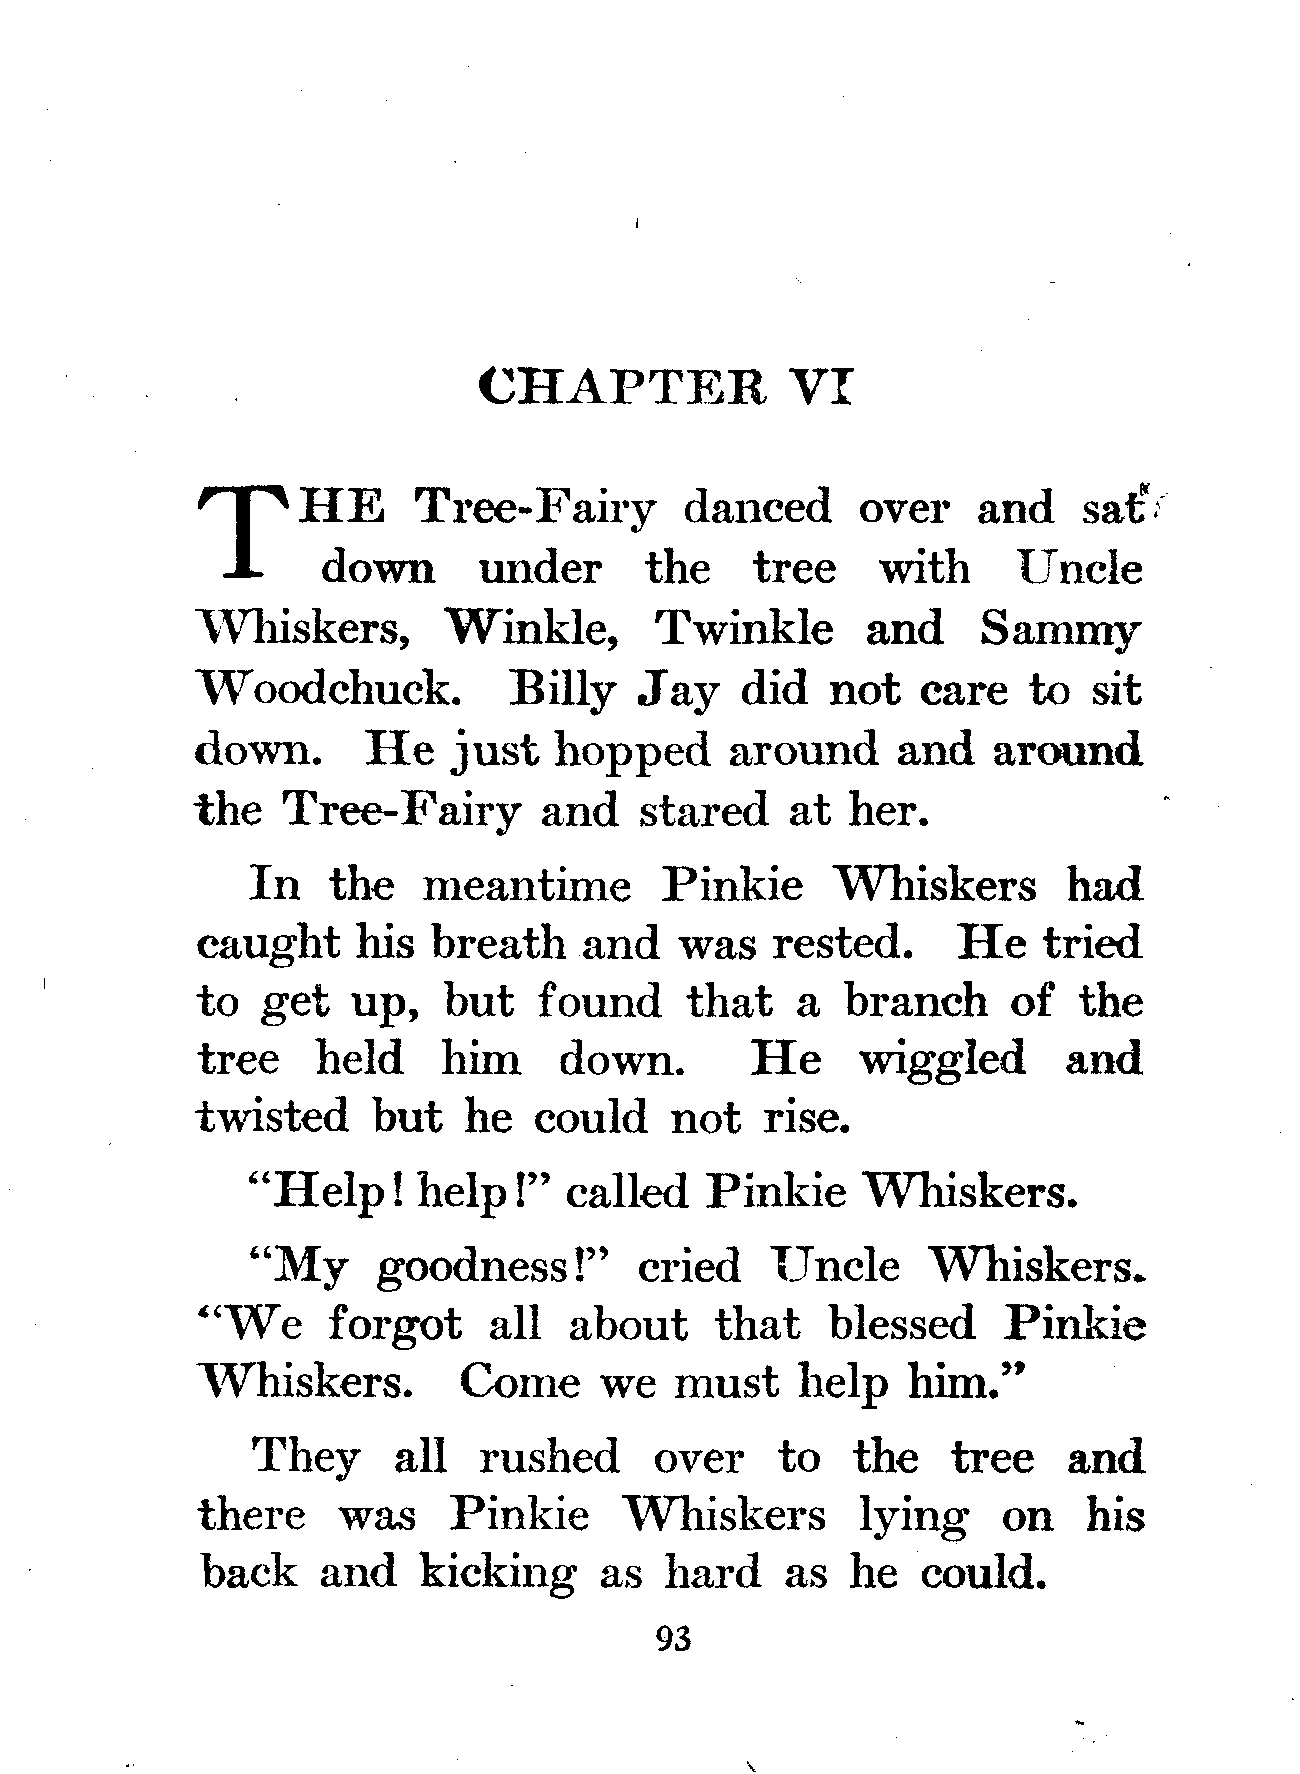 CHAPTER VI
THE Tree-Fairy danced over and sat
down under the tree with Uncle
Whiskers, Winkle, Twinkle and Sammy
Woodchuck. Billy Jay did not care to sit
down. He just hopped around and around
the Tree-Fairy and stared at her.
In the meantime Pinkie Whiskers had
caught his breath and was rested. He tried
to get up, but found that a branch of the
tree held him down. He wiggled and
twisted but he could not rise.
"Help! help!" called Pinkie Whiskers.
"My goodness!" cried Uncle Whiskers.
"We forgot all about that blessed Pinkie
Whiskers. Come we must help him."
They all rushed over to the tree and
there was Pinkie Whiskers lying on his
back and kicking as hard as he could.
93